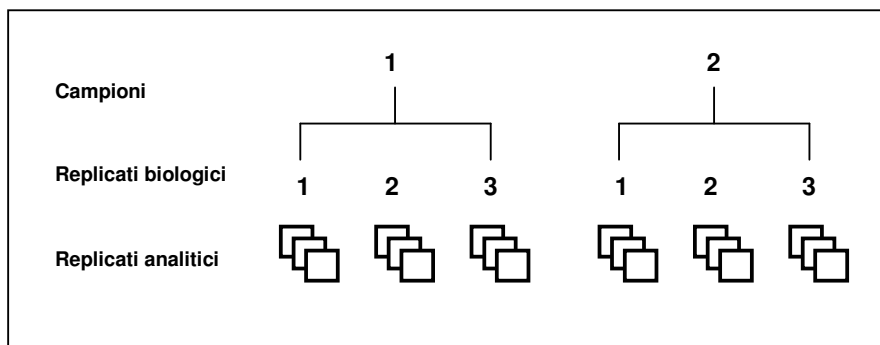 1 2
Campioni
Replicati biologici
1 2 3 1 2 3
Replicati analitici